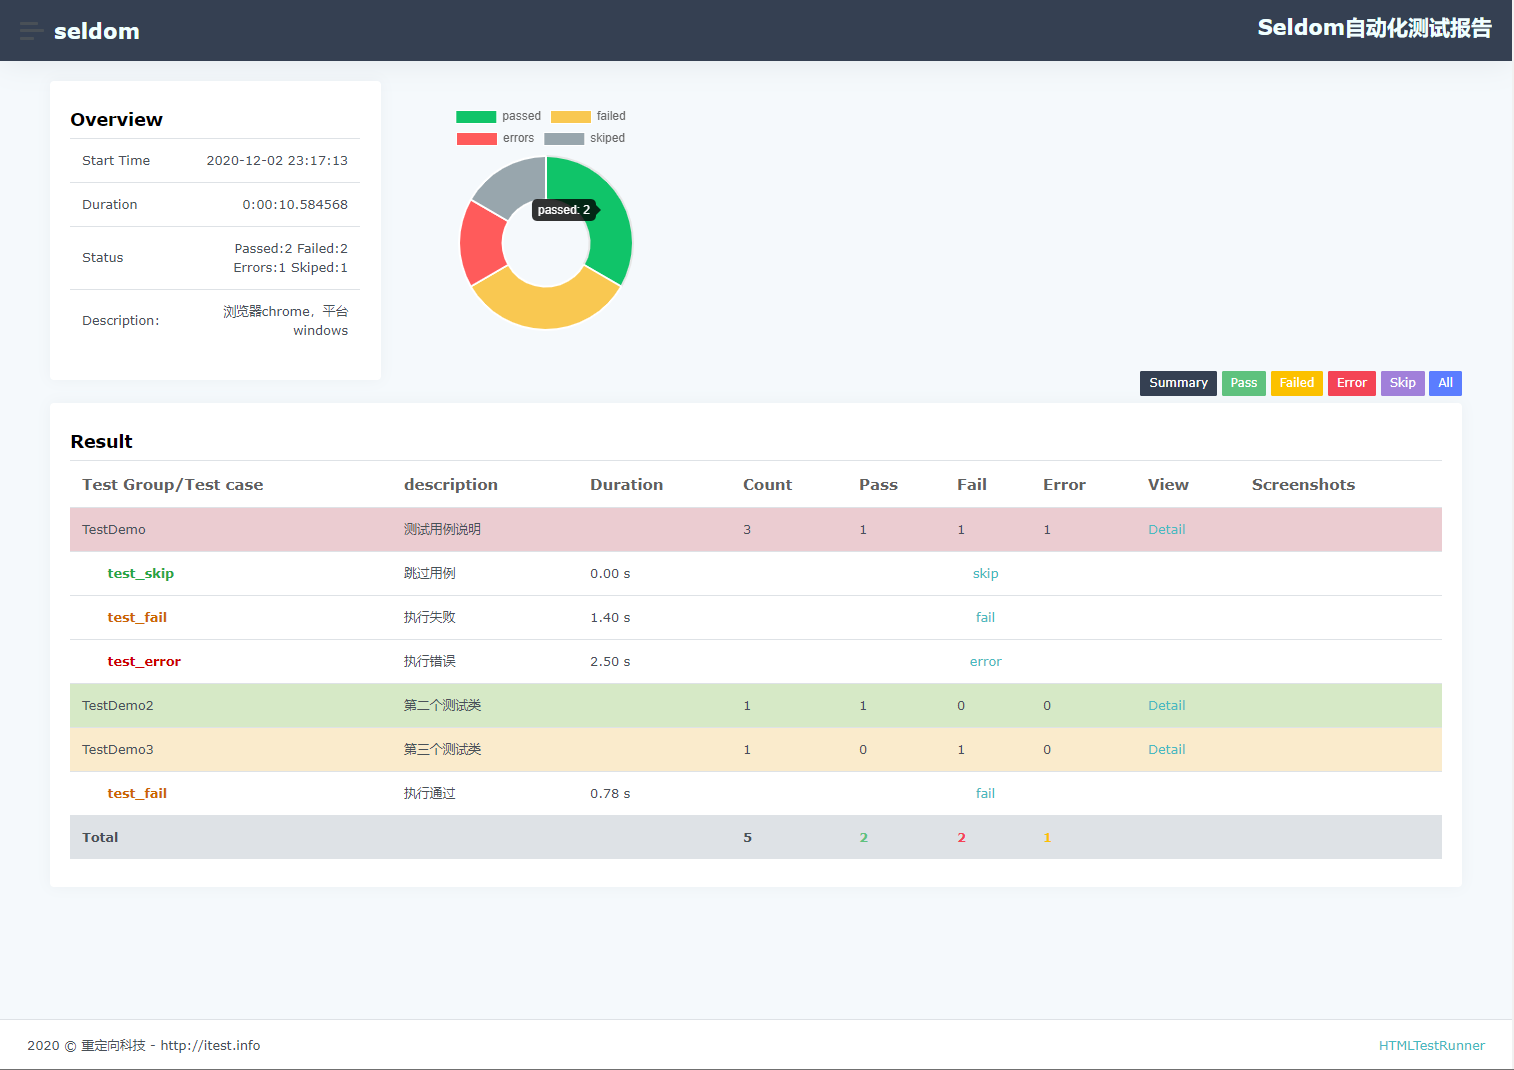 seldom
Seldom自动化测试报告
Overview
Start Time 2020-12-02 23:17:13
Duration 0:00:10.584568
Status Passed:2 Failed:2
Errors:1 Skiped:1
Description: 浏览器chrome，平台
windows
passed failed
errors skiped
passed: 2
Summary Pass Failed Error Skip All
Result
Test Group/Test case description Duration Count Pass Fail Error View Screenshots
TestDemo 测试用例说明 3 1 1 1 Detail
test_skip 跳过用例 0.00 s skip
test_fail 执行失败 1.40 s fail
test_error 执行错误 2.50 s error
TestDemo2 第二个测试类 1 1 0 0 Detail
TestDemo3 第三个测试类 1 0 1 0 Detail
test_fail 执行通过 0.78 s fail
Total 5 2 2 1
2020 © 重定向科技 - http://itest.info
HTMLTestRunner